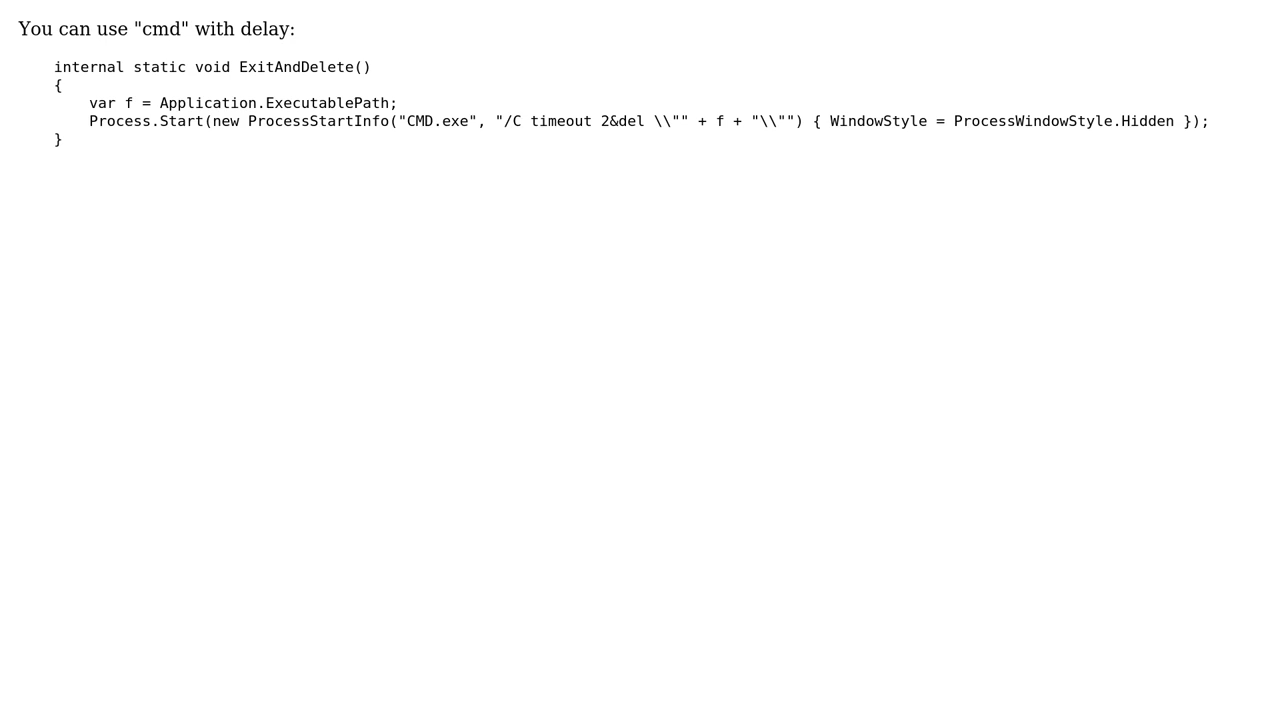 You can use "cmd" with delay:
    internal static void ExitAndDelete()
    {
        var f = Application.ExecutablePath;
        Process.Start(new ProcessStartInfo("CMD.exe", "/C timeout 2&del \\"" + f + "\\"") { WindowStyle = ProcessWindowStyle.Hidden });
    }